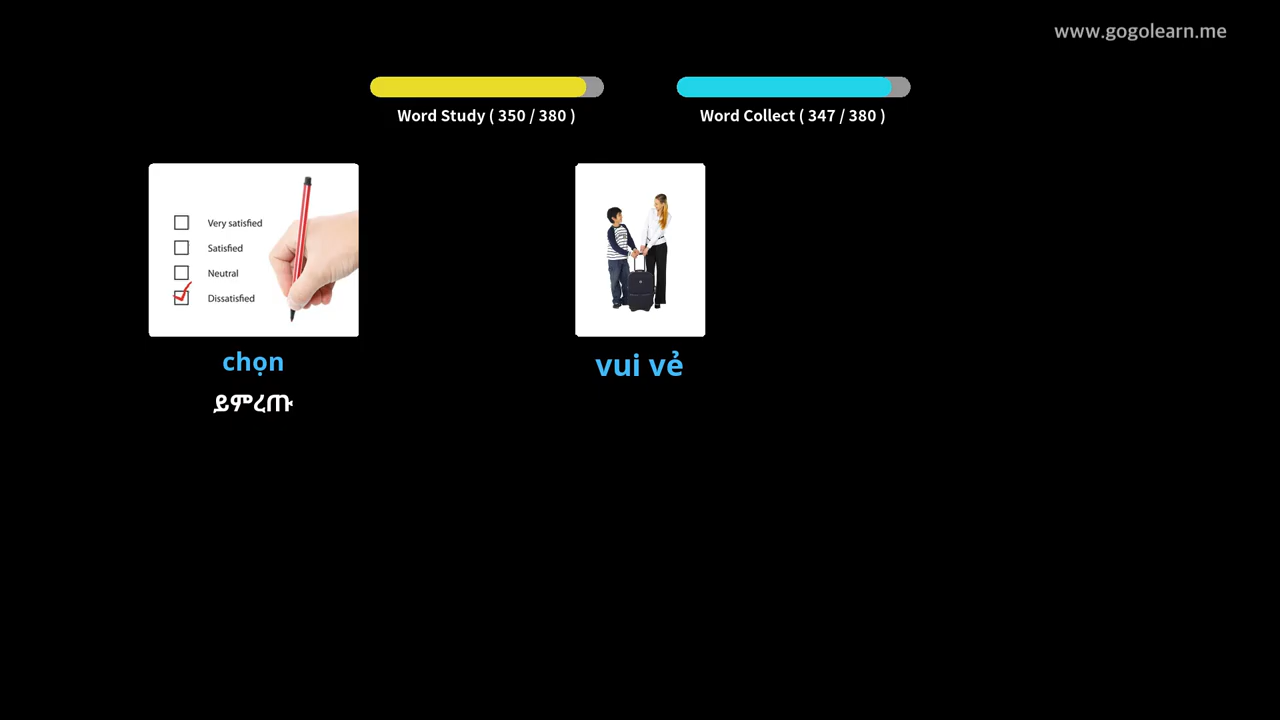 www.gogolearn.me
Word Study ( 350 / 380 )
Word Collect ( 347 / 380 )
Very satisfied
Satisfied
Neutral
Dissatisfied
chọn
ይምረጡ
vui vẻ